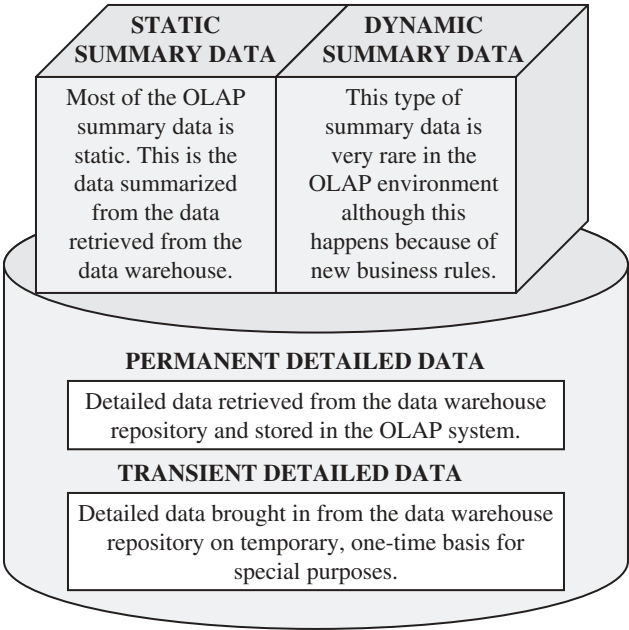 STATIC
SUMMARY DATA
Most of the OLAP
summary data is
static. This is the
data summarized
from the data
retrieved from the
data warehouse.
DYNAMIC
SUMMARY DATA
This type of
summary data is
very rare in the
OLAP environment
although this
happens because of
new business rules.
PERMANENT DETAILED DATA
Detailed data retrieved from the data warehouse
repository and stored in the OLAP system.
TRANSIENT DETAILED DATA
Detailed data brought in from the data warehouse
repository on temporary, one-time basis for
special purposes.